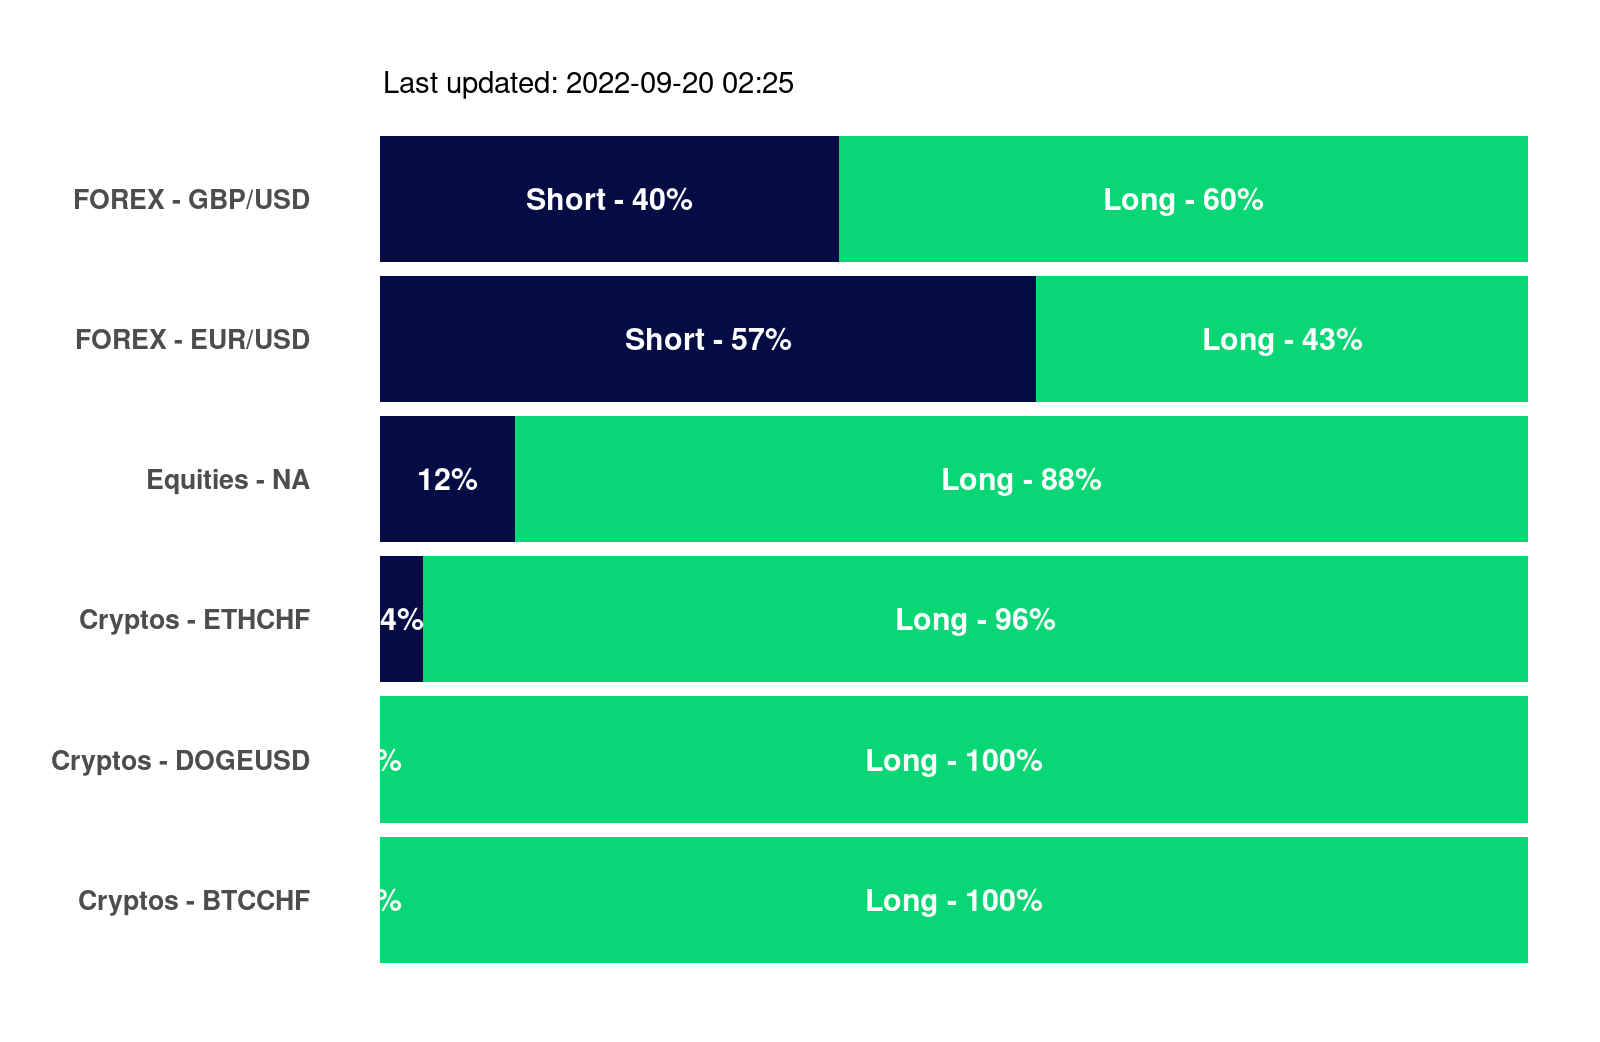 Last updated: 2022-09-20 02:25
FOREX - GBP/USD Short - 40% Long - 60%
FOREX - EUR/USD Short - 57% Long - 43%
Equities - NA 12% Long - 88%
Cryptos - ETHCHF 4% Long - 96%
Cryptos - DOGEUSD % Long - 100%
Cryptos - BTCCHF % Long - 100%